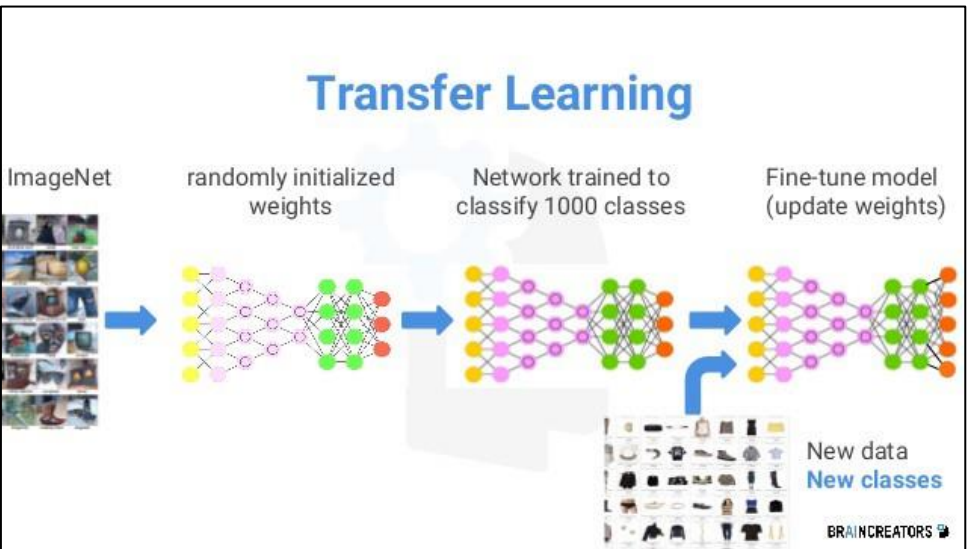 Transfer Learning
ImageNet
randomly initialized
weights
Network trained to
classify 1000 classes
Fine-tune model
(update weights)
New data
New classes
BRAINCREATORS